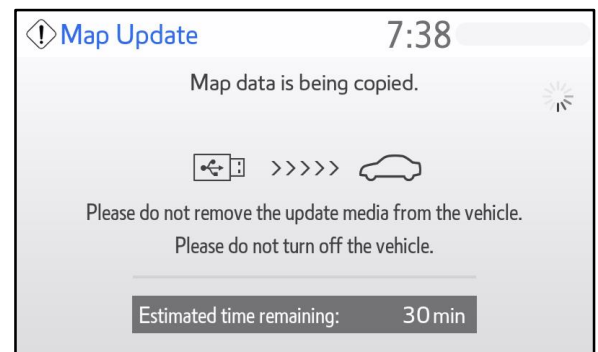 Map Update 7:38
Map data is being copied.
Please do not remove the update media from the vehicle.
Please do not turn off the vehicle.
Estimated time remaining: 30 min